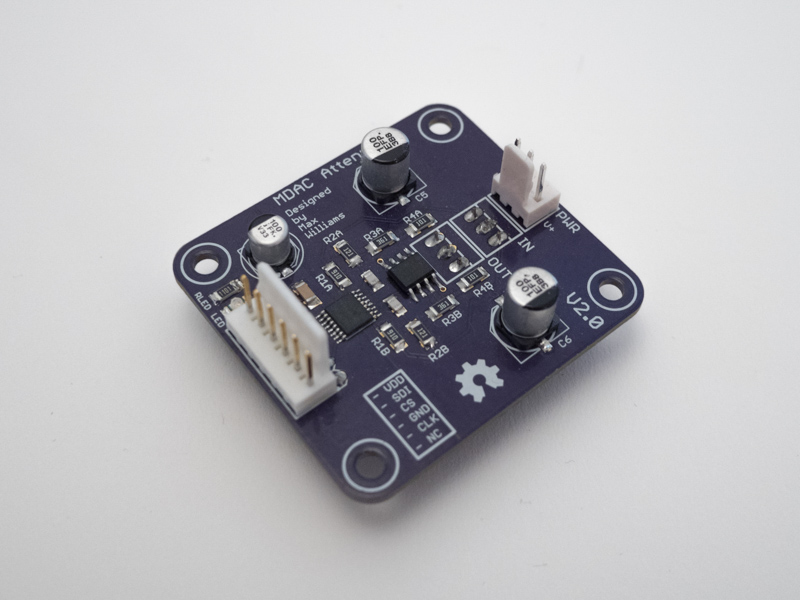 MDAC Atten
Designed
by
Max
Williams
C5
PWR
V+
IN
OUT
R4A
R3A
R2A
R1A
R4B
R3B
R2B
R1B
RLED
LED
V2.0
C6
- VDD
- SDI
- CS
- GND
- CLK
- NC